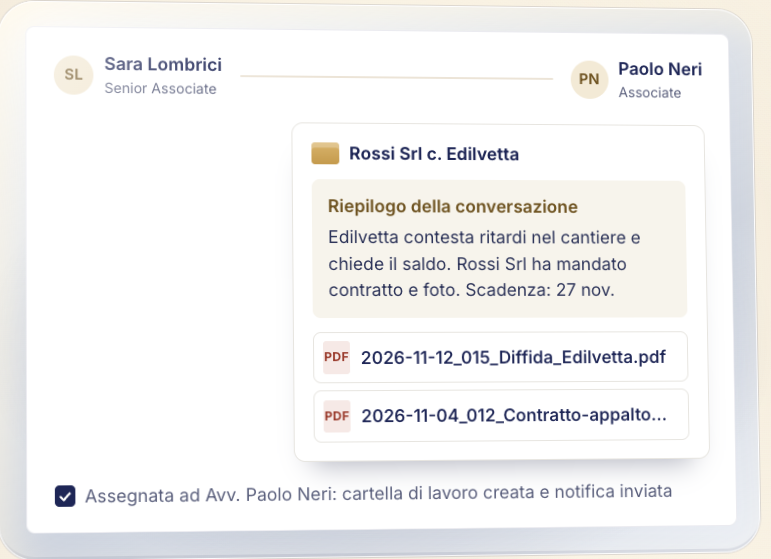 SL
Sara Lombrici
Senior Associate
PN
Paolo Neri
Associate
Rossi Srl c. Edilvetta
Riepilogo della conversazione
Edilvetta contesta ritardi nel cantiere e
chiede il saldo. Rossi Srl ha mandato
contratto e foto. Scadenza: 27 nov.
PDF 2026-11-12_015_Diffida_Edilvetta.pdf
PDF 2026-11-04_012_Contratto-appalto...
Assegnata ad Avv. Paolo Neri: cartella di lavoro creata e notifica inviata